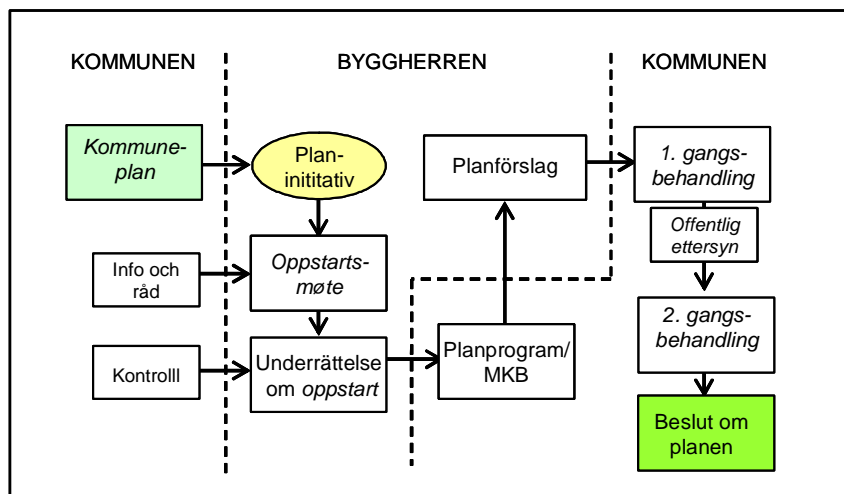 KOMMUNEN
BYGGHERREN
KOMMUNEN
Kommune-
plan
Plan-
inititativ
Planförslag
1. gangs-
behandling
Offentlig
ettersyn
Info och
råd
Oppstarts-
møte
2. gangs-
behandling
Kontrolll
Underrättelse
om oppstart
Planprogram/
MKB
Beslut om
planen